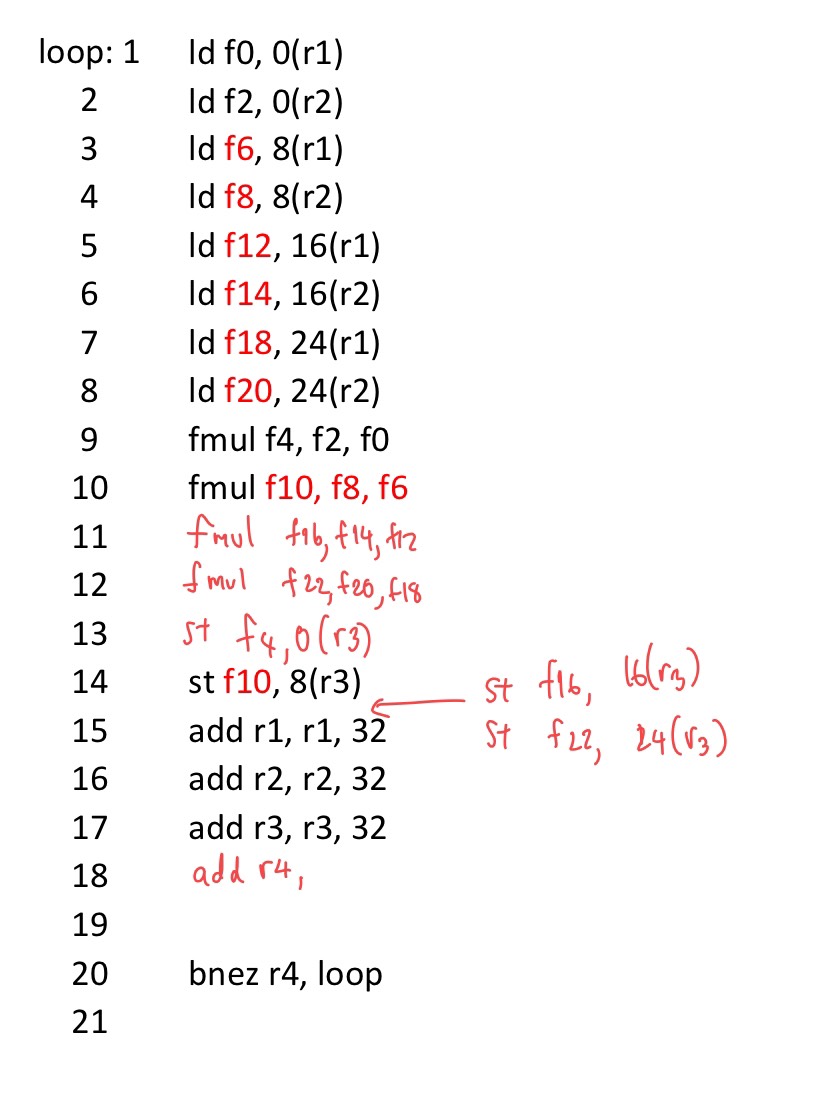 loop: 1 ld f0, 0(r1)
2 ld f2, 0(r2)
3 ld f6, 8(r1)
4 ld f8, 8(r2)
5 ld f12, 16(r1)
6 ld f14, 16(r2)
7 ld f18, 24(r1)
8 ld f20, 24(r2)
9 fmul f4, f2, f0
10 fmul f10, f8, f6
11 fmul f16, f14, f12
12 fmul f22, f20, f18
13 st f4, 0(r3)
14 st f10, 8(r3)
st f16, 16(r3)
15 add r1, r1, 32
st f22, 24(r3)
16 add r2, r2, 32
17 add r3, r3, 32
18 add r4,
19
20 bnez r4, loop
21